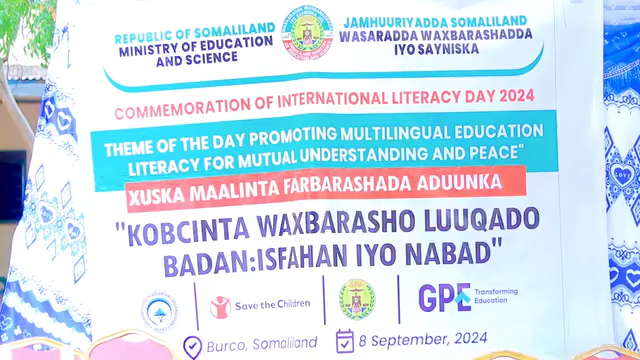 REPUBLIC OF SOMALILAND
MINISTRY OF EDUCATION
AND SCIENCE
JAMHUURIYADDA SOMALILAND
WASARADDA WAXBARASHADDA
IYO SAYNISKA
COMMEMORATION OF INTERNATIONAL LITERACY DAY 2024
THEME OF THE DAY PROMOTING MULTILINGUAL EDUCATION
LITERACY FOR MUTUAL UNDERSTANDING AND PEACE"
XUSKA MAALINTA FARBARASHADA ADUUNKA
"KOBCINTA WAXBARASHO LUUQADO
BADAN:ISFAHAN IYO NABAD"
Save the Children
GPE Transforming
Education
Burco, Somaliland
8 September, 2024
LOVE